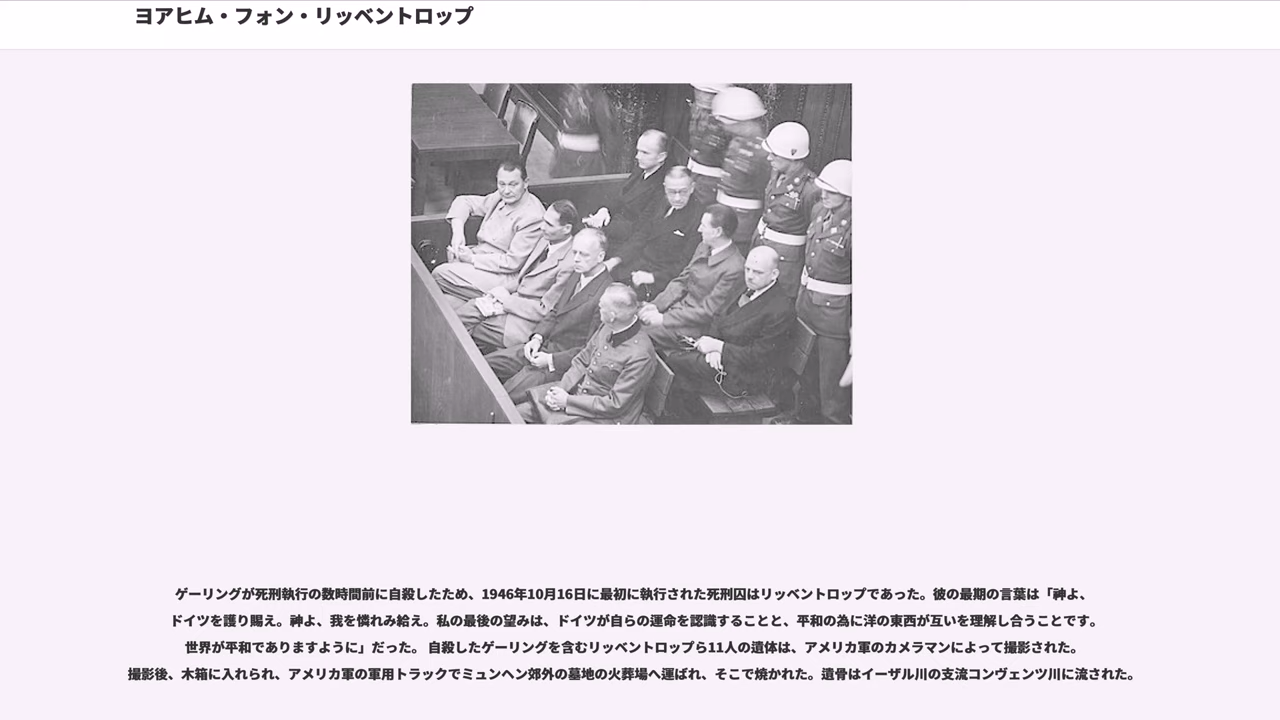 ヨアヒム・フォン・リッベントロップ
ゲーリングが死刑執行の数時間前に自殺したため、1946年10月16日に最初に執行された死刑囚はリッベントロップであった。彼の最期の言葉は「神よ、
ドイツを護り賜え。神よ、我を憐れみ給え。私の最後の望みは、ドイツが自らの運命を認識することと、平和の為に洋の東西が互いを理解し合うことです。
世界が平和でありますように」だった。 自殺したゲーリングを含むリッベントロップら11人の遺体は、アメリカ軍のカメラマンによって撮影された。
撮影後、木箱に入れられ、アメリカ軍の軍用トラックでミュンヘン郊外の墓地の火葬場へ運ばれ、そこで焼かれた。遺骨はイーザル川の支流コンヴェンツ川に流された。